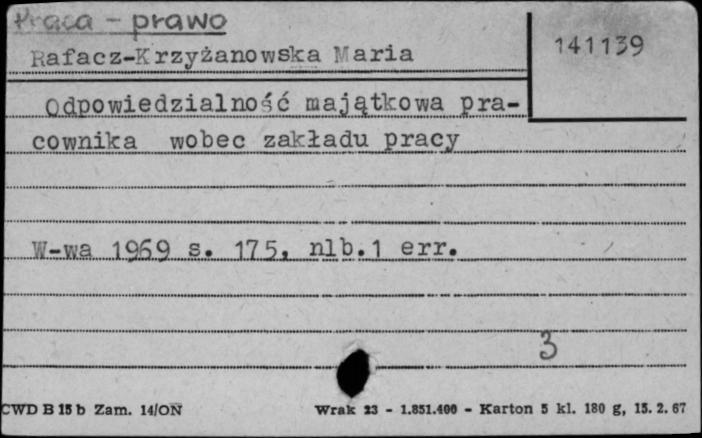 Praca - prawo
Rafacz-Krzyżanowska Maria
141139
Odpowiedzialność majątkowa pra-
cownika wobec zakładu pracy
W-wa 1969 s. 175, nlb.1 err.
3
CWD B 15 b Zam. 14/ON
Wrak 23 - 1.851.400 - Karton 5 kl. 180 g, 15. 2. 67